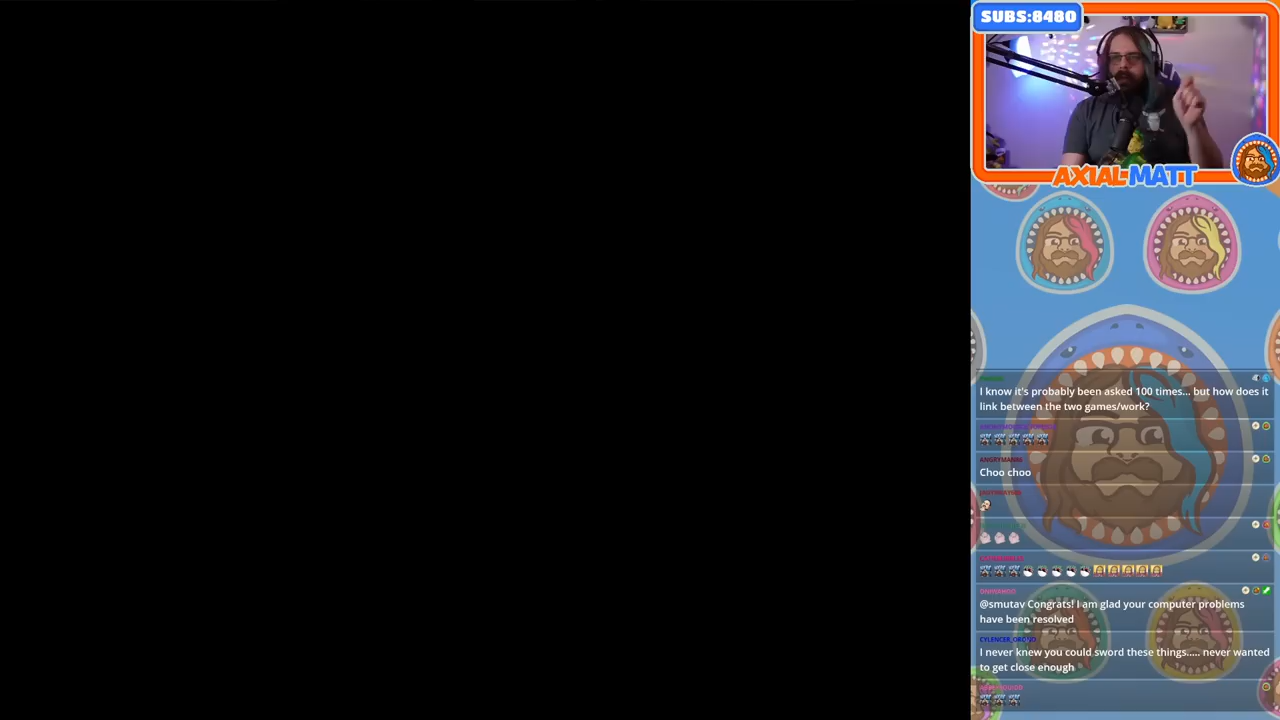 SUBS:8480
AXIAL MATT
I know it's probably been asked 100 times... but how does it
link between the two games/work?
ANGRYMANNI
Choo choo
@smutav Congrats! I am glad your computer problems
have been resolved
I never knew you could sword these things..... never wanted
to get close enough